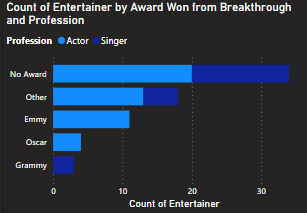 Count of Entertainer by Award Won from Breakthrough
and Profession
Profession Actor Singer
No Award
Other
Emmy
Oscar
Grammy
0 10 20 30
Count of Entertainer